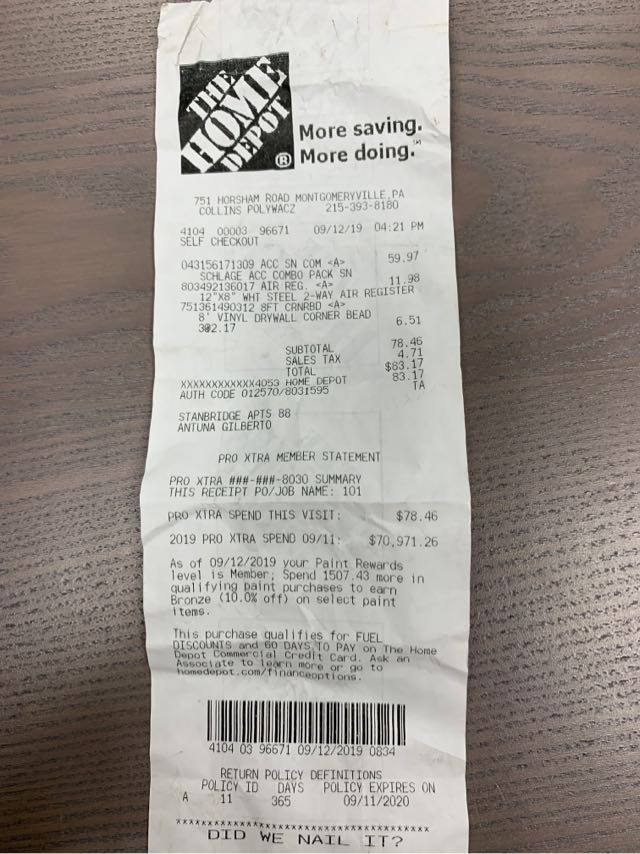 THE
HOME
DEPOT
®
More saving.
More doing.™
751 HORSHAM ROAD MONTGOMERYVILLE,PA
COLLINS POLYWACZ 215-393-8180
4104 00003 96671 09/12/19 04:21 PM
SELF CHECKOUT
043156171309 ACC SN COM <A> 59.97
SCHLAGE ACC COMBO PACK SN
803492136017 AIR REG. <A> 11.98
12"X8" WHT STEEL 2-WAY AIR REGISTER
751361490312 8FT CRNRBD <A>
8' VINYL DRYWALL CORNER BEAD
3@2.17 6.51
SUBTOTAL 78.46
SALES TAX 4.71
TOTAL $83.17
XXXXXXXXXXXX4053 HOME DEPOT 83.17
AUTH CODE 012570/8031595 TA
STANBRIDGE APTS 88
ANTUNA GILBERTO
PRO XTRA MEMBER STATEMENT
PRO XTRA ###-###-8030 SUMMARY
THIS RECEIPT PO/JOB NAME: 101
PRO XTRA SPEND THIS VISIT: $78.46
2019 PRO XTRA SPEND 09/11: $70,971.26
As of 09/12/2019 your Paint Rewards
level is Member; Spend 1507.43 more in
qualifying paint purchases to earn
Bronze (10.0% off) on select paint
items.
This purchase qualifies for FUEL
DISCOUNTS and 60 DAYS TO PAY on The Home
Depot Commercial Credit Card. Ask an
Associate to learn more or go to
homedepot.com/financeoptions.
4104 03 96671 09/12/2019 0834
RETURN POLICY DEFINITIONS
POLICY ID DAYS POLICY EXPIRES ON
A 11 365 09/11/2020
DID WE NAIL IT?